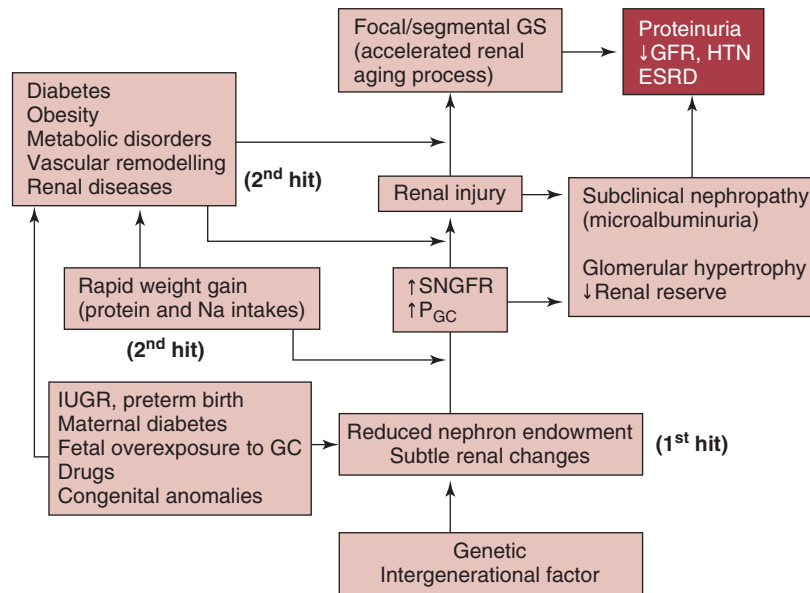 Focal/segmental GS
(accelerated renal
aging process)
Proteinuria
↓GFR, HTN
ESRD
Diabetes
Obesity
Metabolic disorders
Vascular remodelling
Renal diseases
(2nd hit)
Renal injury
Subclinical nephropathy
(microalbuminuria)
Glomerular hypertrophy
↓Renal reserve
Rapid weight gain
(protein and Na intakes)
(2nd hit)
↑SNGFR
↑PGC
IUGR, preterm birth
Maternal diabetes
Fetal overexposure to GC
Drugs
Congenital anomalies
Reduced nephron endowment
Subtle renal changes
(1st hit)
Genetic
Intergenerational factor